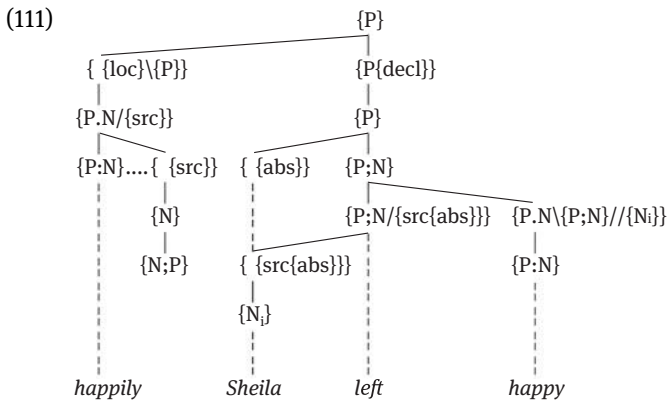 (111) {P}
{ {loc}\{P}} {P{decl}}
{P.N/{src}} {P}
{P:N}....{ {src}} { {abs}} {P;N}
{N} {P;N/{src{abs}}} {P.N\{P;N}//{Ni}}
{N;P} { {src{abs}}} {P:N}
{Ni}
happily Sheila left happy